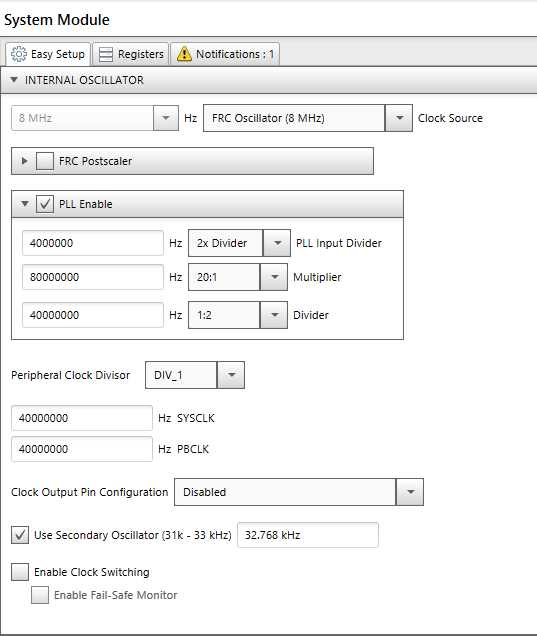 System Module
Easy Setup Registers Notifications : 1
INTERNAL OSCILLATOR
8 MHz Hz FRC Oscillator (8 MHz) Clock Source
FRC Postscaler
PLL Enable
4000000 Hz 2x Divider PLL Input Divider
80000000 Hz 20:1 Multiplier
40000000 Hz 1:2 Divider
Peripheral Clock Divisor DIV_1
40000000 Hz SYSCLK
40000000 Hz PBCLK
Clock Output Pin Configuration Disabled
Use Secondary Oscillator (31k - 33 kHz) 32.768 kHz
Enable Clock Switching
Enable Fail-Safe Monitor